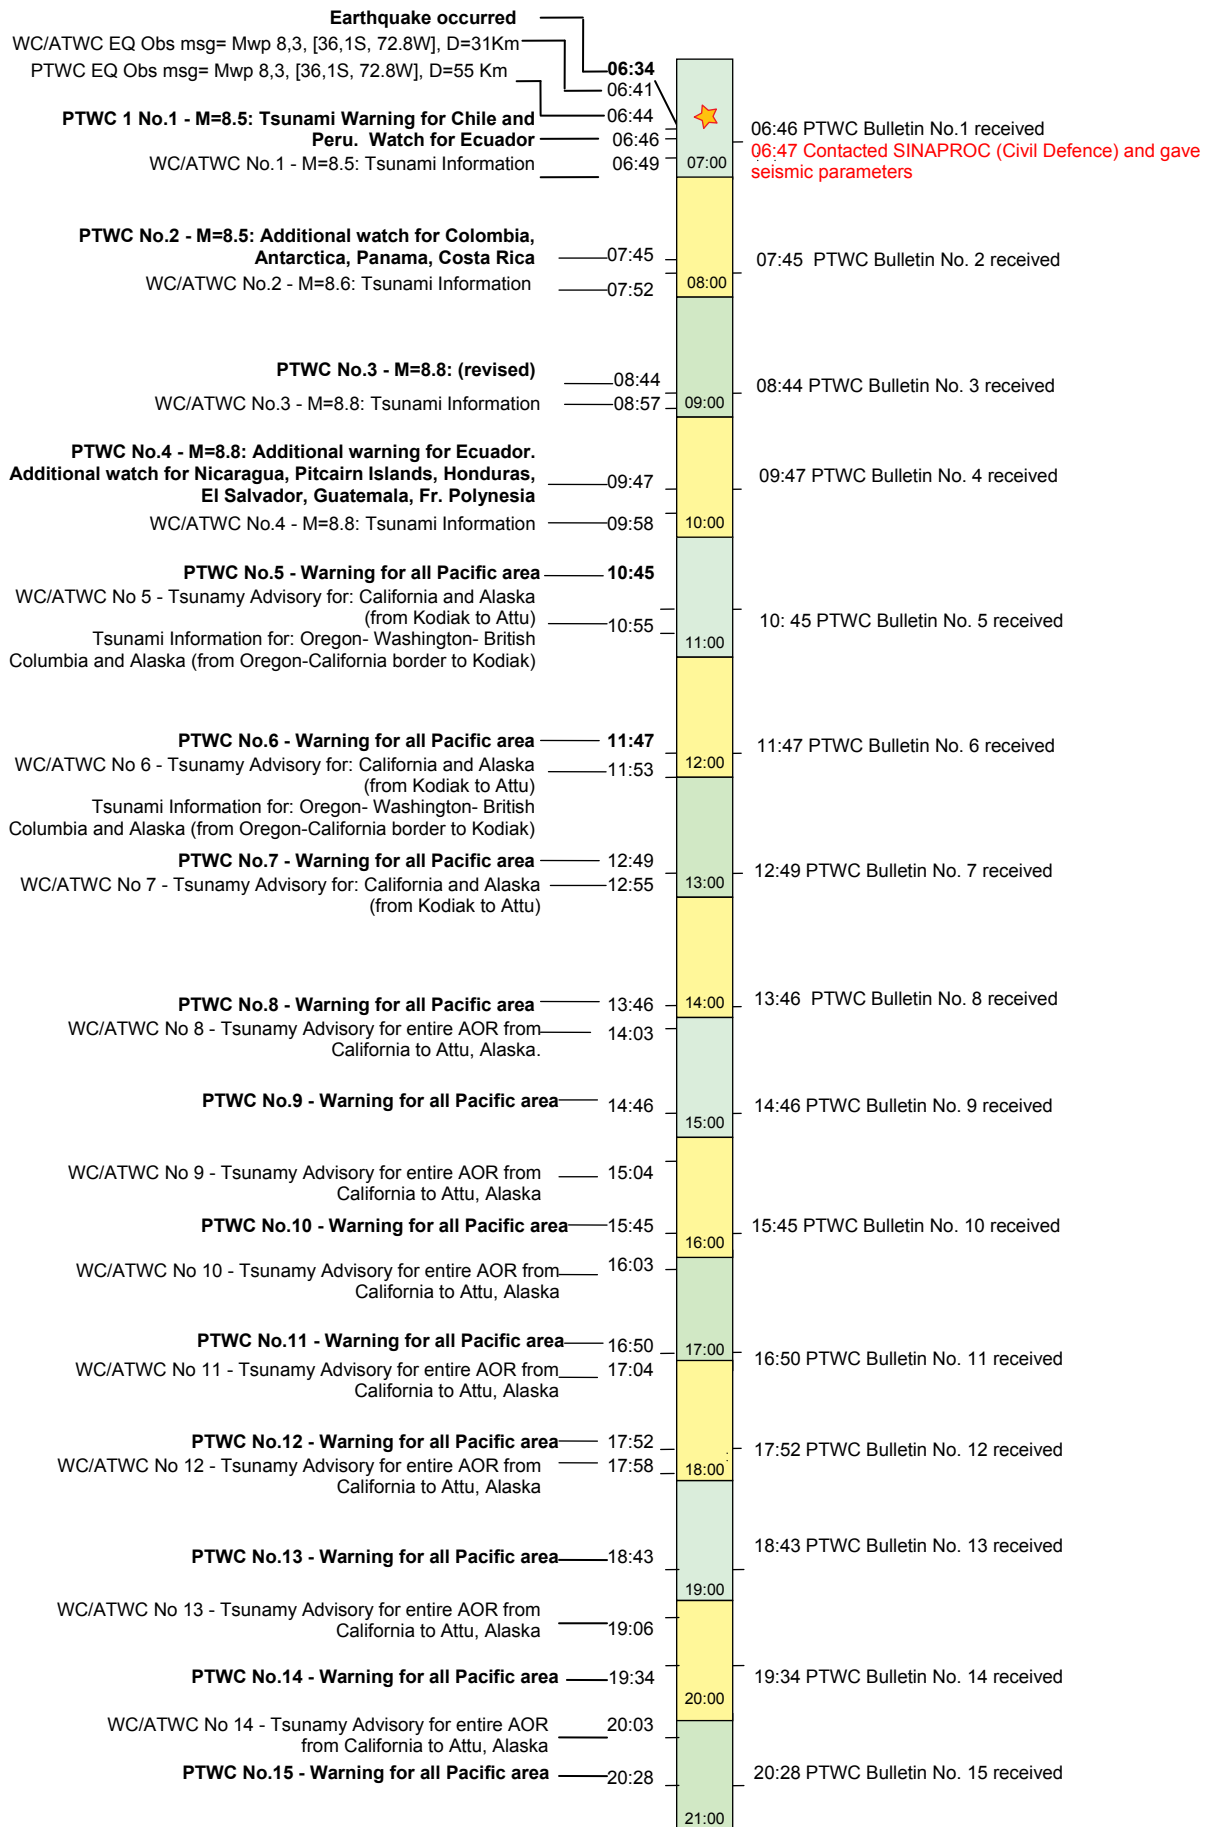 Earthquake occurred
WC/ATWC EQ Obs msg= Mwp 8,3, [36,1S, 72.8W], D=31Km
PTWC EQ Obs msg= Mwp 8,3, [36,1S, 72.8W], D=55 Km
06:34
06:41
06:44
PTWC 1 No.1 - M=8.5: Tsunami Warning for Chile and
Peru. Watch for Ecuador
06:46
WC/ATWC No.1 - M=8.5: Tsunami Information
06:49
07:00
06:46 PTWC Bulletin No.1 received
06:47 Contacted SINAPROC (Civil Defence) and gave
seismic parameters
PTWC No.2 - M=8.5: Additional watch for Colombia,
Antarctica, Panama, Costa Rica
07:45
07:45 PTWC Bulletin No. 2 received
WC/ATWC No.2 - M=8.6: Tsunami Information
07:52
08:00
PTWC No.3 - M=8.8: (revised)
08:44
08:44 PTWC Bulletin No. 3 received
WC/ATWC No.3 - M=8.8: Tsunami Information
08:57
09:00
PTWC No.4 - M=8.8: Additional warning for Ecuador.
Additional watch for Nicaragua, Pitcairn Islands, Honduras,
El Salvador, Guatemala, Fr. Polynesia
09:47
09:47 PTWC Bulletin No. 4 received
WC/ATWC No.4 - M=8.8: Tsunami Information
09:58
10:00
PTWC No.5 - Warning for all Pacific area
10:45
WC/ATWC No 5 - Tsunamy Advisory for: California and Alaska
(from Kodiak to Attu)
10:55
10: 45 PTWC Bulletin No. 5 received
Tsunami Information for: Oregon- Washington- British
Columbia and Alaska (from Oregon-California border to Kodiak)
11:00
PTWC No.6 - Warning for all Pacific area
11:47
11:47 PTWC Bulletin No. 6 received
WC/ATWC No 6 - Tsunamy Advisory for: California and Alaska
(from Kodiak to Attu)
11:53
12:00
Tsunami Information for: Oregon- Washington- British
Columbia and Alaska (from Oregon-California border to Kodiak)
PTWC No.7 - Warning for all Pacific area
12:49
12:49 PTWC Bulletin No. 7 received
WC/ATWC No 7 - Tsunamy Advisory for: California and Alaska
(from Kodiak to Attu)
12:55
13:00
PTWC No.8 - Warning for all Pacific area
13:46
14:00
13:46 PTWC Bulletin No. 8 received
WC/ATWC No 8 - Tsunamy Advisory for entire AOR from
California to Attu, Alaska.
14:03
PTWC No.9 - Warning for all Pacific area
14:46
14:46 PTWC Bulletin No. 9 received
15:00
WC/ATWC No 9 - Tsunamy Advisory for entire AOR from
California to Attu, Alaska
15:04
PTWC No.10 - Warning for all Pacific area
15:45
15:45 PTWC Bulletin No. 10 received
16:00
WC/ATWC No 10 - Tsunamy Advisory for entire AOR from
California to Attu, Alaska
16:03
PTWC No.11 - Warning for all Pacific area
16:50
17:00
16:50 PTWC Bulletin No. 11 received
WC/ATWC No 11 - Tsunamy Advisory for entire AOR from
California to Attu, Alaska
17:04
PTWC No.12 - Warning for all Pacific area
17:52
17:52 PTWC Bulletin No. 12 received
WC/ATWC No 12 - Tsunamy Advisory for entire AOR from
California to Attu, Alaska
17:58
18:00
PTWC No.13 - Warning for all Pacific area
18:43
18:43 PTWC Bulletin No. 13 received
19:00
WC/ATWC No 13 - Tsunamy Advisory for entire AOR from
California to Attu, Alaska
19:06
PTWC No.14 - Warning for all Pacific area
19:34
19:34 PTWC Bulletin No. 14 received
20:00
WC/ATWC No 14 - Tsunamy Advisory for entire AOR
from California to Attu, Alaska
20:03
PTWC No.15 - Warning for all Pacific area
20:28
20:28 PTWC Bulletin No. 15 received
21:00